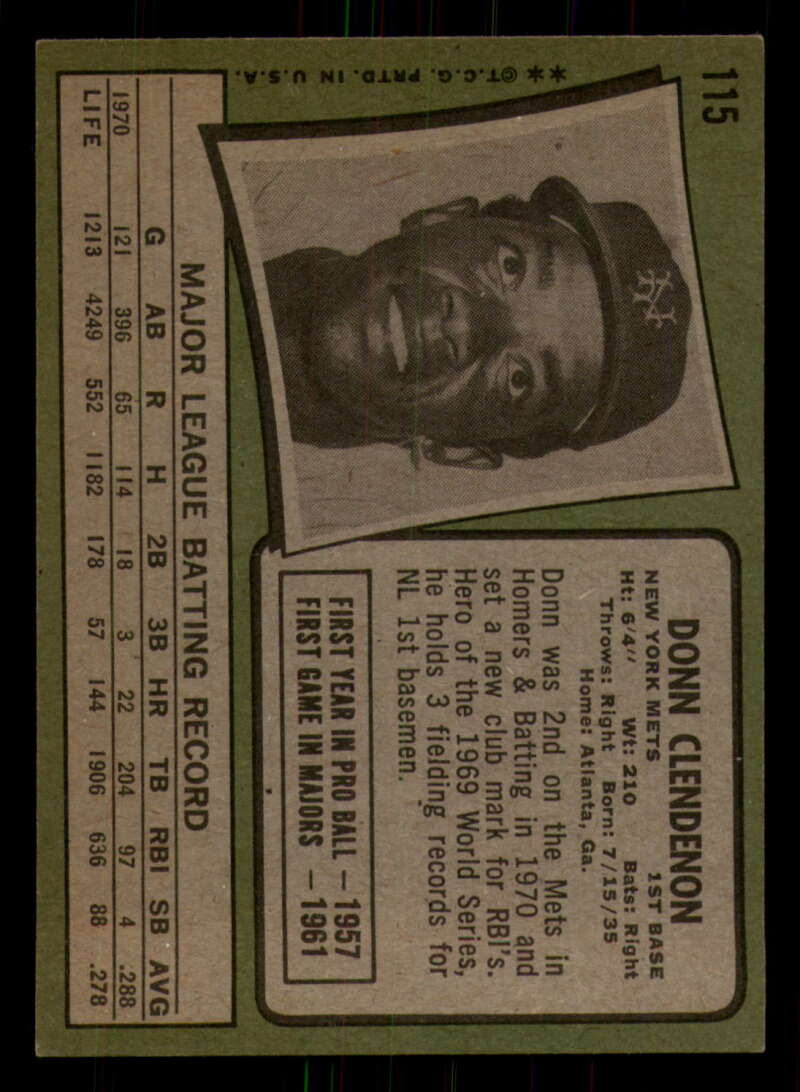 115
**©T.C.G. PRTD. IN U.S.A.
NY
DONN CLENDENON
NEW YORK METS 1ST BASE
Ht: 6'4" Wt: 210 Bats: Right
Throws: Right Born: 7/15/35
Home: Atlanta, Ga.
Donn was 2nd on the Mets in
Homers & Batting in 1970 and
set a new club mark for RBI's.
Hero of the 1969 World Series,
he holds 3 fielding records for
NL 1st basemen.
FIRST YEAR IN PRO BALL — 1957
FIRST GAME IN MAJORS — 1961
MAJOR LEAGUE BATTING RECORD
G AB R H 2B 3B HR TB RBI SB AVG
1970 121 396 65 114 18 3 22 204 97 4 .288
LIFE 1213 4249 552 1182 178 57 144 1906 636 88 .278